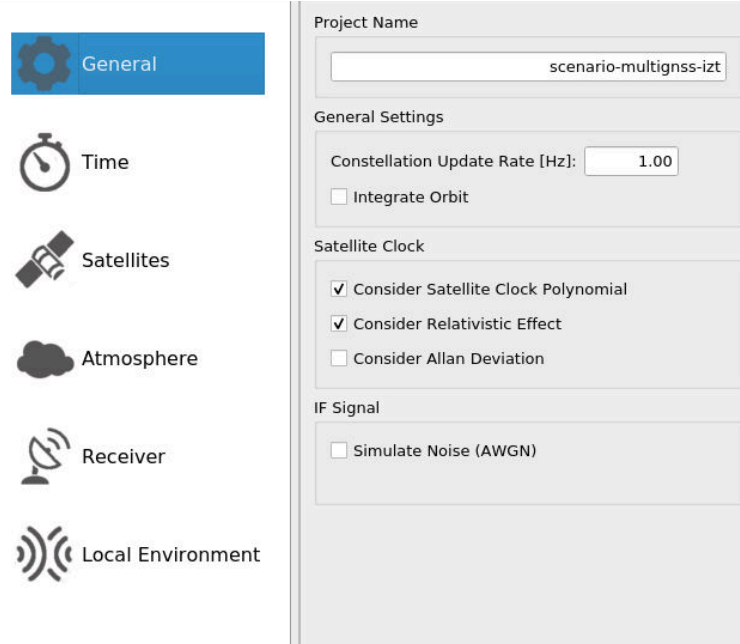 General
Time
Satellites
Atmosphere
Receiver
Local Environment
Project Name
scenario-multignss-izt
General Settings
Constellation Update Rate [Hz]: 1.00
Integrate Orbit
Satellite Clock
Consider Satellite Clock Polynomial
Consider Relativistic Effect
Consider Allan Deviation
IF Signal
Simulate Noise (AWGN)